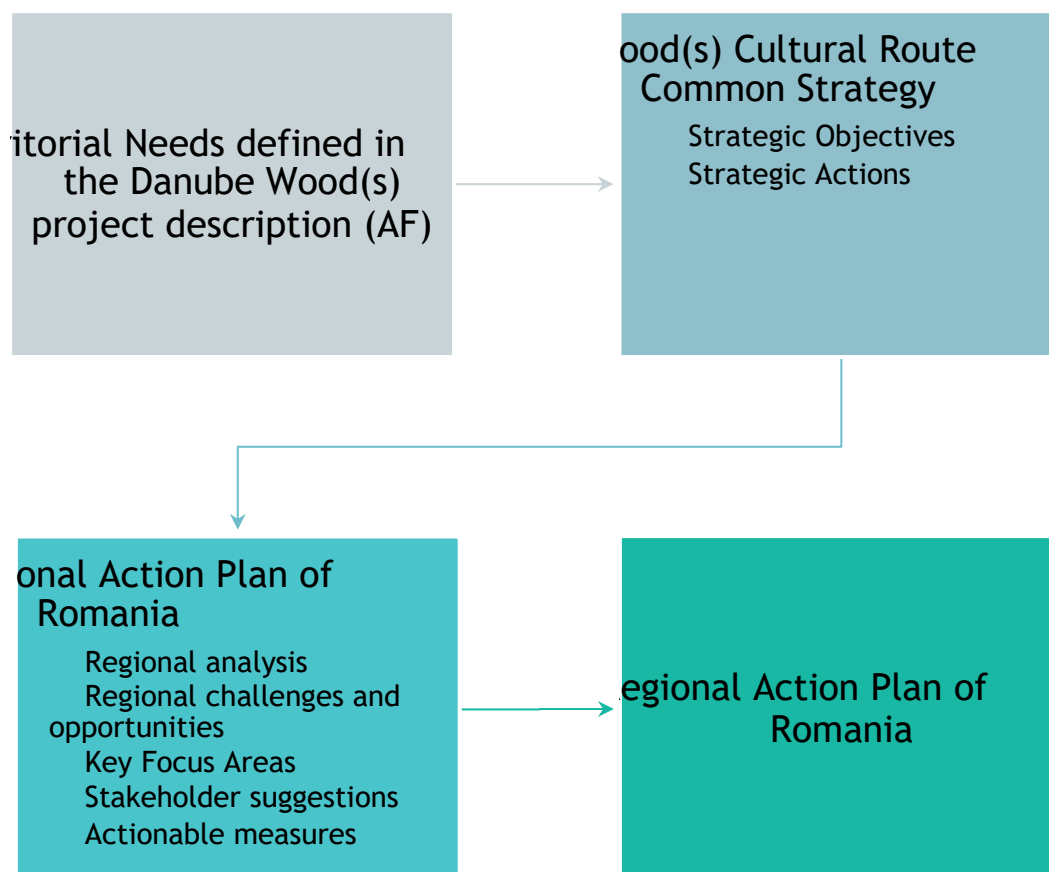 ritorial Needs defined in
the Danube Wood(s)
project description (AF)
ood(s) Cultural Route
Common Strategy
Strategic Objectives
Strategic Actions
onal Action Plan of
Romania
Regional analysis
Regional challenges and
opportunities
Key Focus Areas
Stakeholder suggestions
Actionable measures
egional Action Plan of
Romania